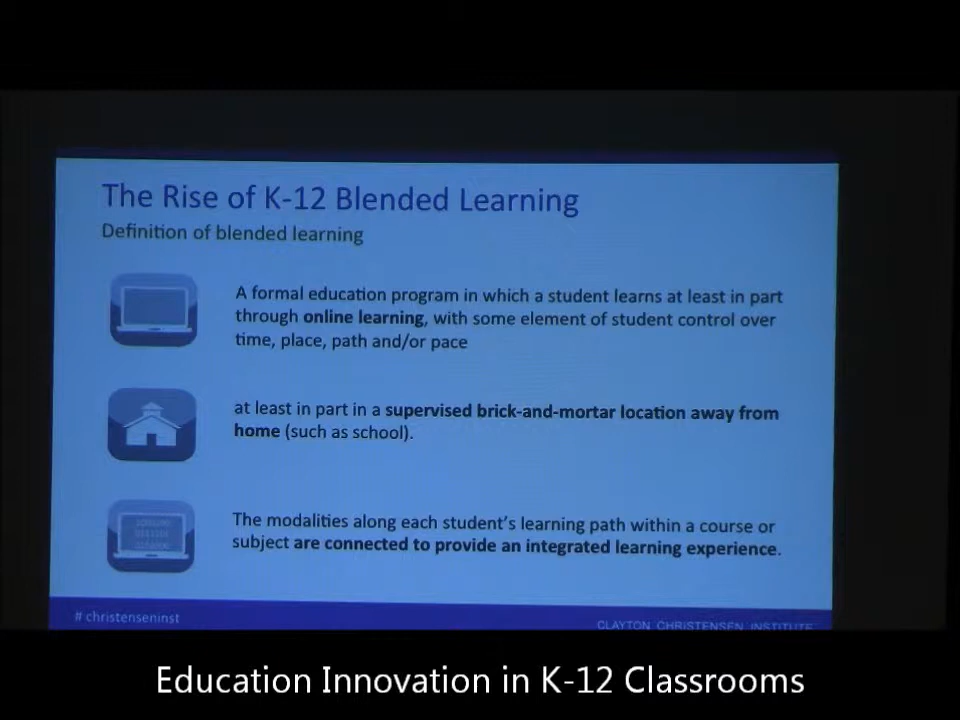 The Rise of K-12 Blended Learning
Definition of blended learning
A formal education program in which a student learns at least in part
through online learning, with some element of student control over
time, place, path and/or pace
at least in part in a supervised brick-and-mortar location away from
home (such as school).
The modalities along each student's learning path within a course or
subject are connected to provide an integrated learning experience.
# christenseninst
CLAYTON CHRISTENSEN INSTITUTE
Education Innovation in K-12 Classrooms